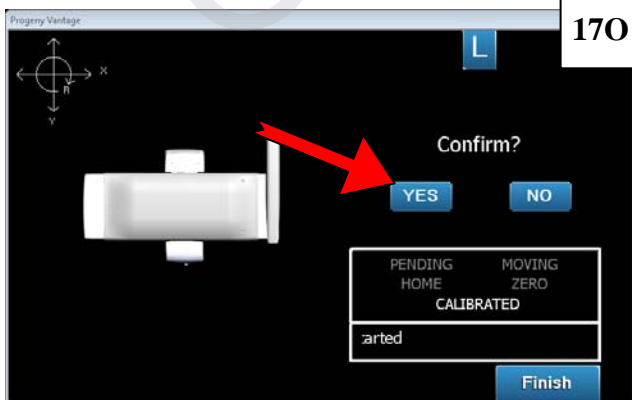 Progeny Vantage
17O
L
X
R
Y
Confirm?
YES NO
PENDING MOVING
HOME ZERO
CALIBRATED
arted
Finish